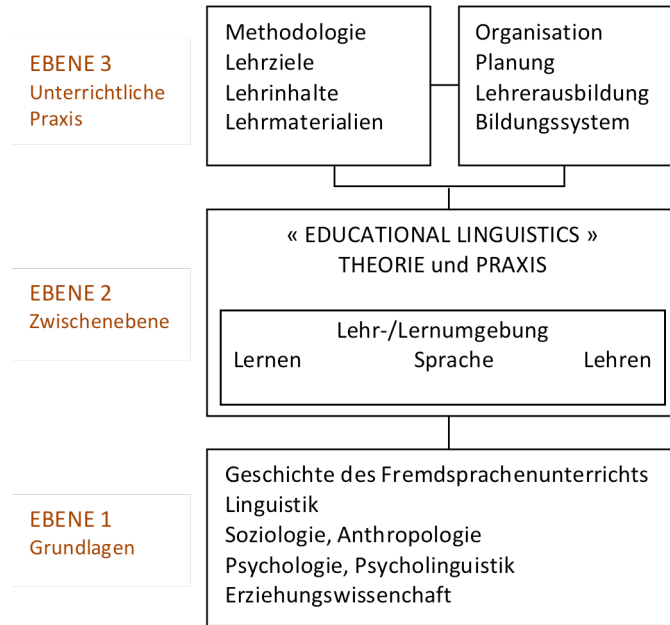 EBENE 3
Unterrichtliche
Praxis
Methodologie
Lehrziele
Lehrinhalte
Lehrmaterialien
Organisation
Planung
Lehrerausbildung
Bildungssystem
EBENE 2
Zwischenebene
« EDUCATIONAL LINGUISTICS »
THEORIE und PRAXIS
Lehr-/Lernumgebung
Lernen Sprache Lehren
EBENE 1
Grundlagen
Geschichte des Fremdsprachenunterrichts
Linguistik
Soziologie, Anthropologie
Psychologie, Psycholinguistik
Erziehungswissenchaft